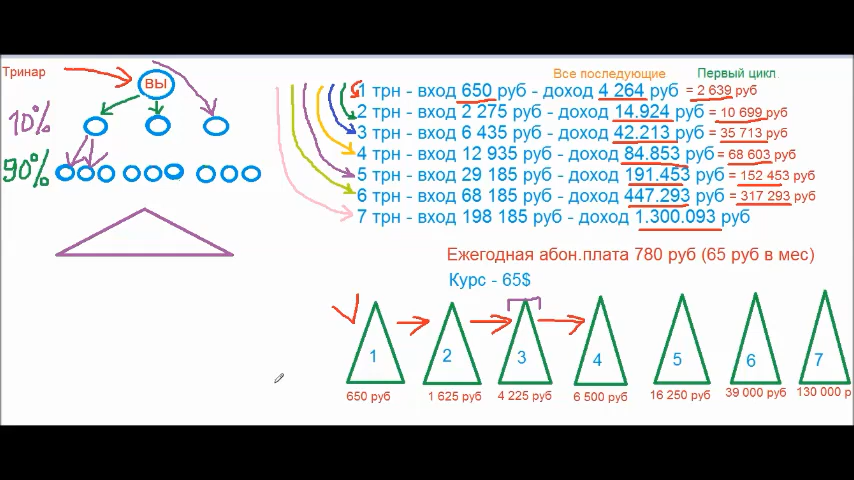 Тринар
ВЫ
10%
90%
Все последующие
Первый цикл
1 трн - вход 650 руб - доход 4 264 руб = 2 639 руб
2 трн - вход 2 275 руб - доход 14.924 руб = 10 699 руб
3 трн - вход 6 435 руб - доход 42.213 руб = 35 713 руб
4 трн - вход 12 935 руб - доход 84.853 руб = 68 603 руб
5 трн - вход 29 185 руб - доход 191.453 руб = 152 453 руб
6 трн - вход 68 185 руб - доход 447.293 руб = 317 293 руб
7 трн - вход 198 185 руб - доход 1.300.093 руб
Ежегодная абон.плата 780 руб (65 руб в мес)
Курс - 65$
1 2 3 4 5 6 7
650 руб 1 625 руб 4 225 руб 6 500 руб 16 250 руб 39 000 руб 130 000 р